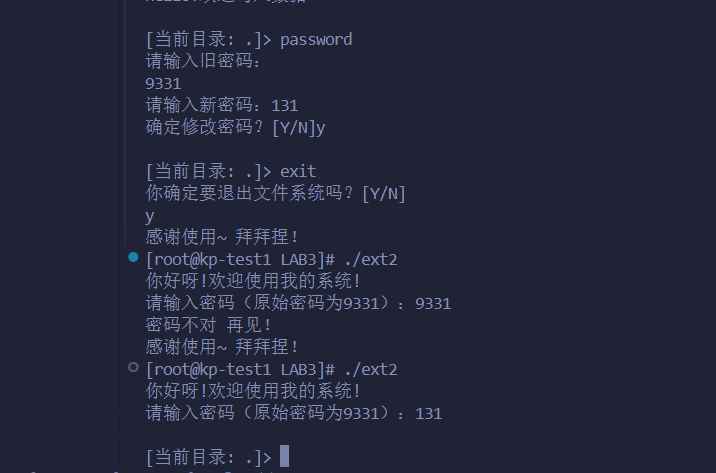 [当前目录: .]> password
请输入旧密码:
9331
请输入新密码: 131
确定修改密码? [Y/N]y
[当前目录: .]> exit
你确定要退出文件系统吗? [Y/N]
y
感谢使用~ 拜拜捏!
[root@kp-test1 LAB3]# ./ext2
你好呀!欢迎使用我的系统!
请输入密码（原始密码为9331）: 9331
密码不对 再见!
感谢使用~ 拜拜捏!
[root@kp-test1 LAB3]# ./ext2
你好呀!欢迎使用我的系统!
请输入密码（原始密码为9331）: 131
[当前目录: .]>